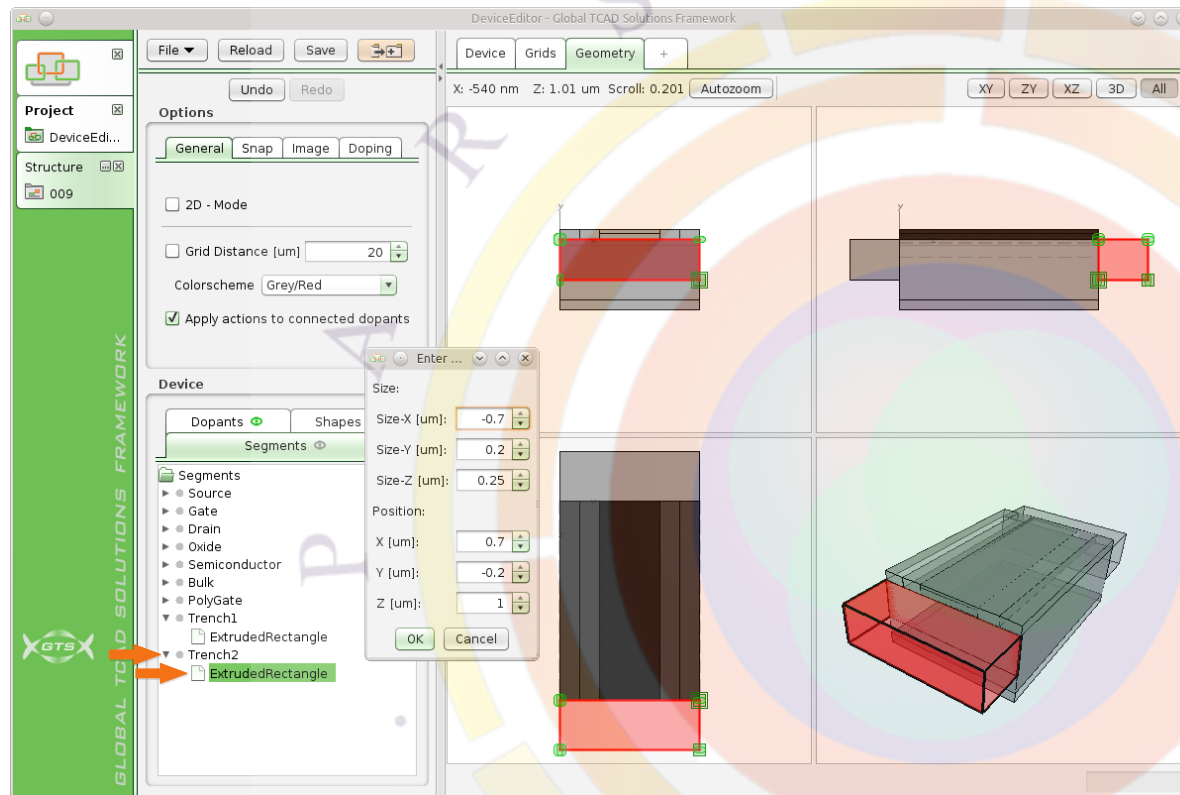 DeviceEditor - Global TCAD Solutions Framework
File Reload Save
Device Grids Geometry +
Project
DeviceEdi...
Structure
009
Undo Redo
X: -540 nm Z: 1.01 um Scroll: 0.201 Autozoom
XY ZY XZ 3D All
Options
General Snap Image Doping
2D - Mode
Grid Distance [um] 20
Colorscheme Grey/Red
Apply actions to connected dopants
Device
Dopants Shapes
Segments
Segments
Source
Gate
Drain
Oxide
Semiconductor
Bulk
PolyGate
Trench1
ExtrudedRectangle
Trench2
ExtrudedRectangle
Enter ...
Size:
Size-X [um]: -0.7
Size-Y [um]: 0.2
Size-Z [um]: 0.25
Position:
X [um]: 0.7
Y [um]: -0.2
Z [um]: 1
OK Cancel
y
y
GTS
GLOBAL TCAD SOLUTIONS FRAMEWORK
P A R S